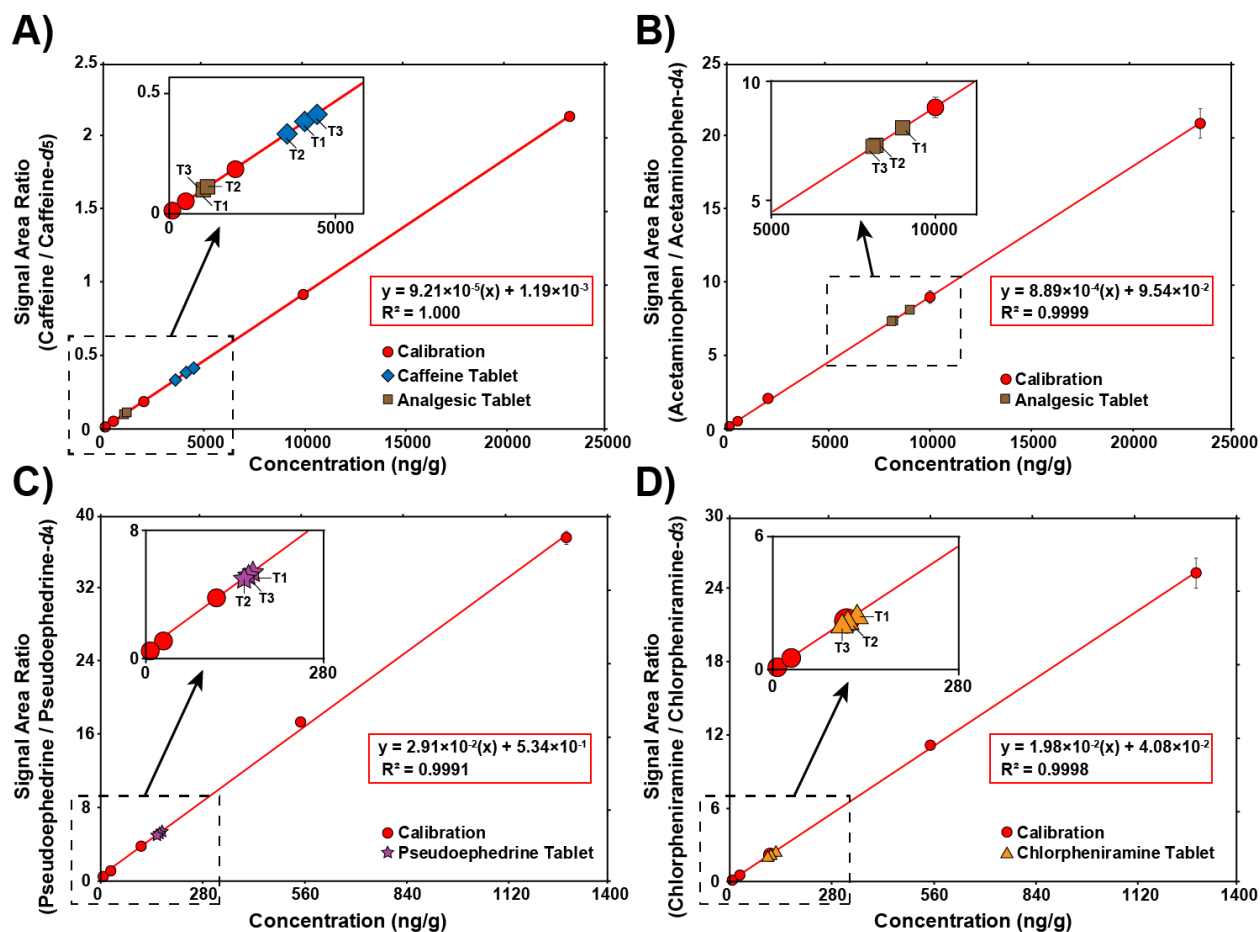 A)
Signal Area Ratio
(Caffeine / Caffeine-d5)
2.5
2
1.5
1
0.5
0
0.5
0
0
5000
T3
T2
T1
T2
T1
T3
y = 9.21×10⁻⁵(x) + 1.19×10⁻³
R² = 1.000
Calibration
Caffeine Tablet
Analgesic Tablet
0
5000
10000
15000
20000
25000
Concentration (ng/g)
B)
Signal Area Ratio
(Acetaminophen / Acetaminophen-d4)
25
20
15
10
5
0
10
5
5000
10000
T1
T2
T3
y = 8.89×10⁻⁴(x) + 9.54×10⁻²
R² = 0.9999
Calibration
Analgesic Tablet
0
5000
10000
15000
20000
25000
Concentration (ng/g)
C)
Signal Area Ratio
(Pseudoephedrine / Pseudoephedrine-d4)
40
32
24
16
8
0
8
0
0
280
T1
T2
T3
y = 2.91×10⁻²(x) + 5.34×10⁻¹
R² = 0.9991
Calibration
Pseudoephedrine Tablet
0
280
560
840
1120
1400
Concentration (ng/g)
D)
Signal Area Ratio
(Chlorpheniramine / Chlorpheniramine-d3)
30
24
18
12
6
0
6
0
0
280
T1
T2
T3
y = 1.98×10⁻²(x) + 4.08×10⁻²
R² = 0.9998
Calibration
Chlorpheniramine Tablet
0
280
560
840
1120
1400
Concentration (ng/g)